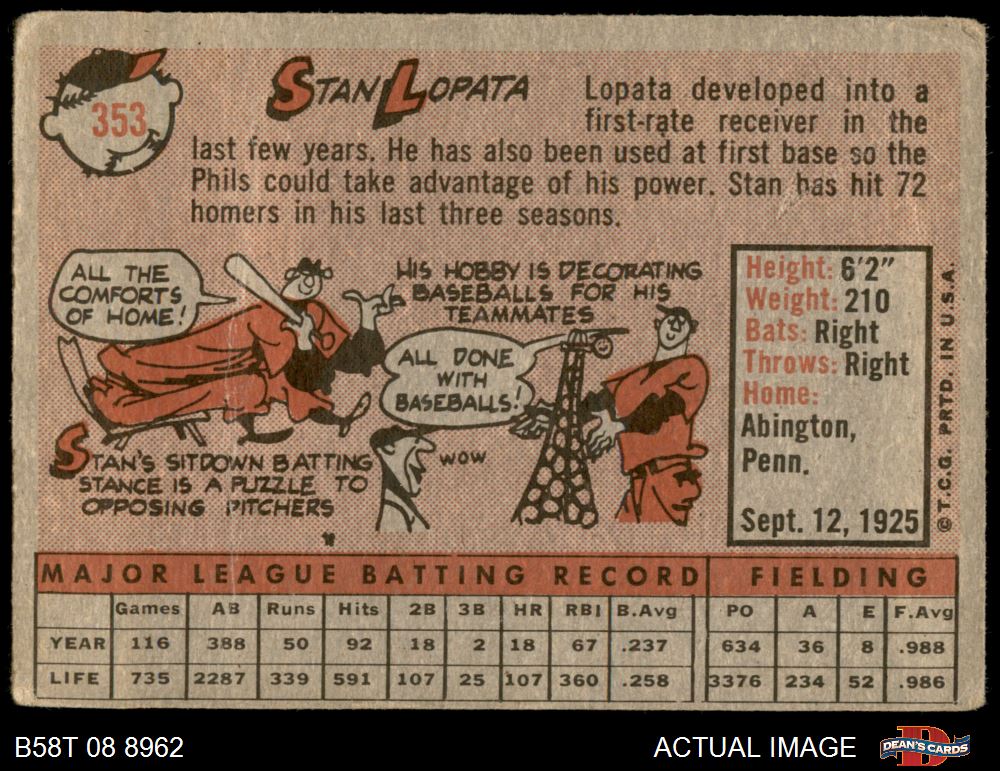 353
STAN LOPATA
Lopata developed into a
first-rate receiver in the
last few years. He has also been used at first base so the
Phils could take advantage of his power. Stan has hit 72
homers in his last three seasons.
ALL THE
COMFORTS
OF HOME!
STAN'S SITDOWN BATTING
STANCE IS A PUZZLE TO
OPPOSING PITCHERS
HIS HOBBY IS DECORATING
BASEBALLS FOR HIS
TEAMMATES
ALL DONE
WITH
BASEBALLS!
WOW
Height: 6'2"
Weight: 210
Bats: Right
Throws: Right
Home:
Abington,
Penn.
Sept. 12, 1925
© T.C.G. PRTD. IN U.S.A.
MAJOR LEAGUE BATTING RECORD FIELDING
Games AB Runs Hits 2B 3B HR RBI B.Avg PO A E F.Avg
YEAR 116 388 50 92 18 2 18 67 .237 634 36 8 .988
LIFE 735 2287 339 591 107 25 107 360 .258 3376 234 52 .986
B58T 08 8962
ACTUAL IMAGE
DEAN'S CARDS